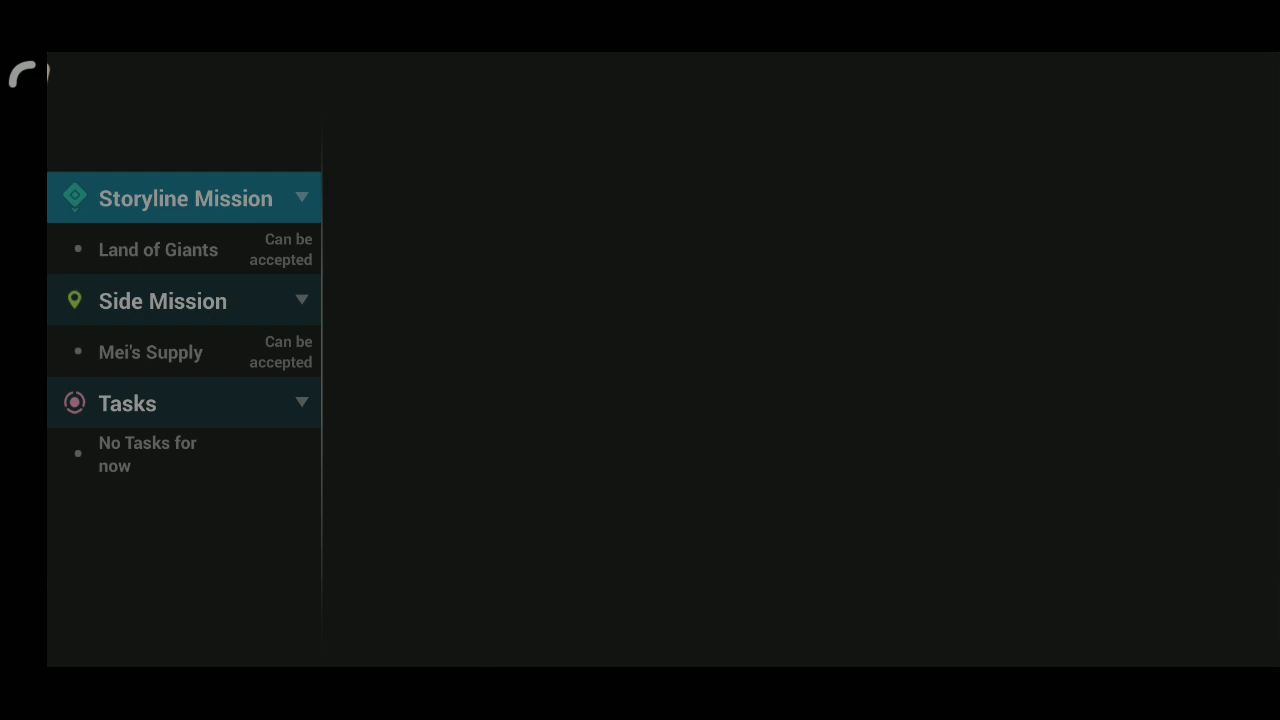 Storyline Mission
Land of Giants
Can be
accepted
Side Mission
Mei's Supply
Can be
accepted
Tasks
No Tasks for
now